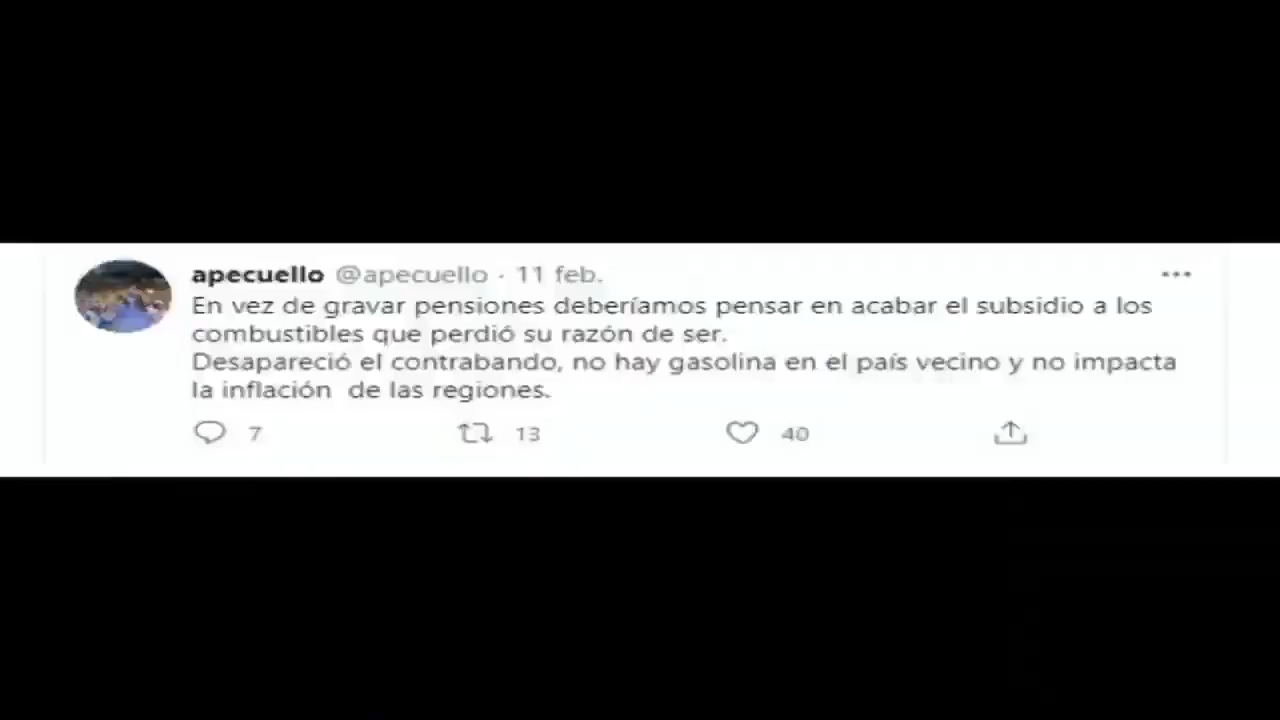 apecuello @apecuello · 11 feb.
En vez de gravar pensiones deberíamos pensar en acabar el subsidio a los
combustibles que perdió su razón de ser.
Desapareció el contrabando, no hay gasolina en el país vecino y no impacta
la inflación de las regiones.
7 13 40